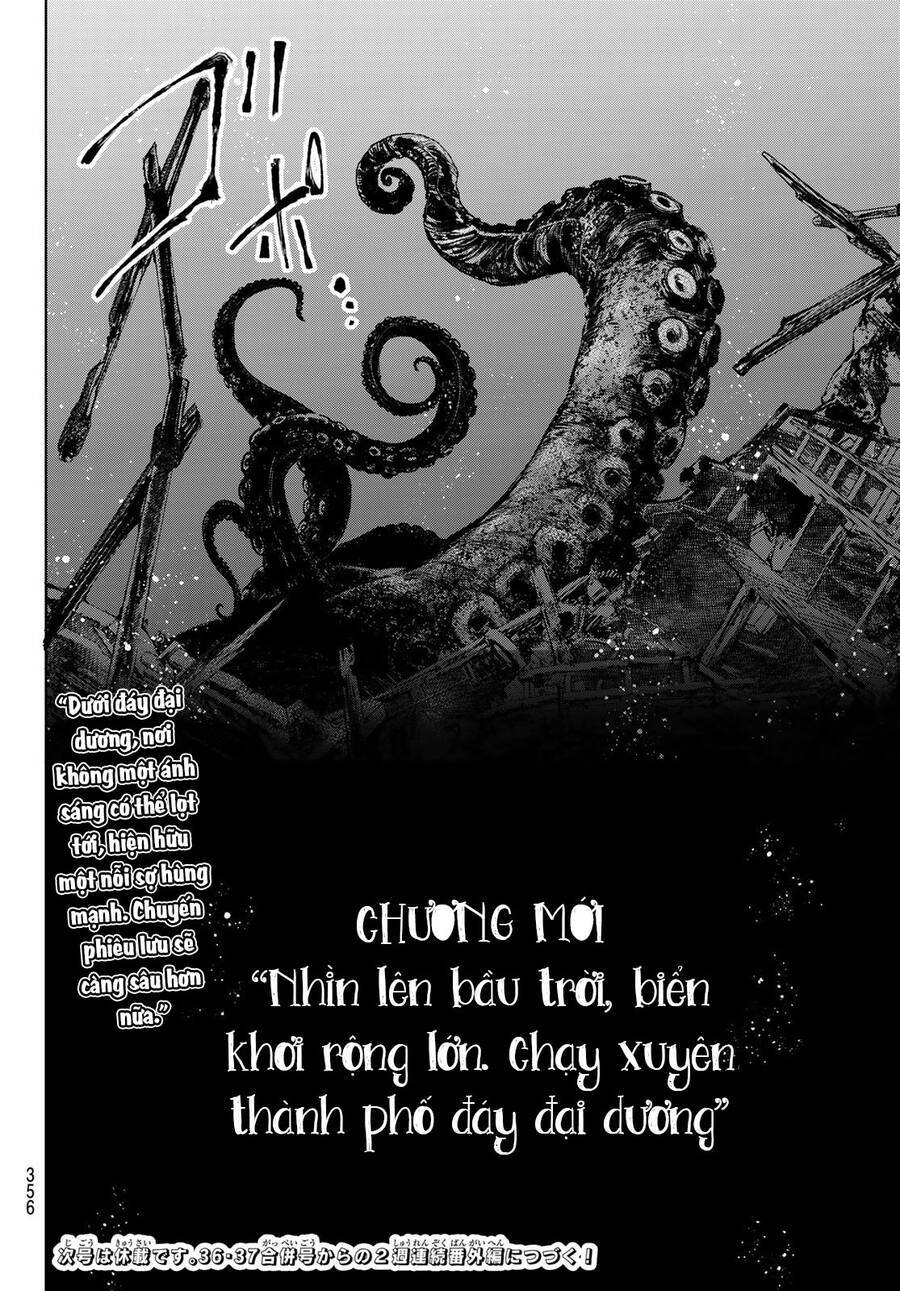 ゴポ
“Dưới đáy đại
dương, nơi
không một ánh
sáng có thể lọt
tới, hiện hữu
một nỗi sợ hùng
mạnh. Chuyến
phiêu lưu sẽ
càng sâu hơn
nữa.”
CHƯƠNG MỚI
“Nhìn lên bầu trời, biển
khơi rộng lớn. Chạy xuyên
thành phố đáy đại dương”
356
次号は休載です。36・37合併号からの2週連続番外編につづく！